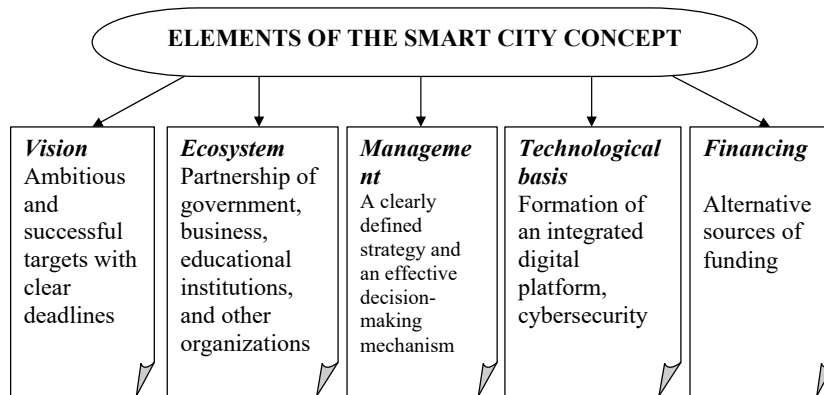 ELEMENTS OF THE SMART CITY CONCEPT
Vision
Ambitious
and
successful
targets with
clear
deadlines
Ecosystem
Partnership of
government,
business,
educational
institutions,
and other
organizations
Manageme
nt
A clearly
defined
strategy and
an effective
decision-
making
mechanism
Technological
basis
Formation of
an integrated
digital
platform,
cybersecurity
Financing
Alternative
sources of
funding